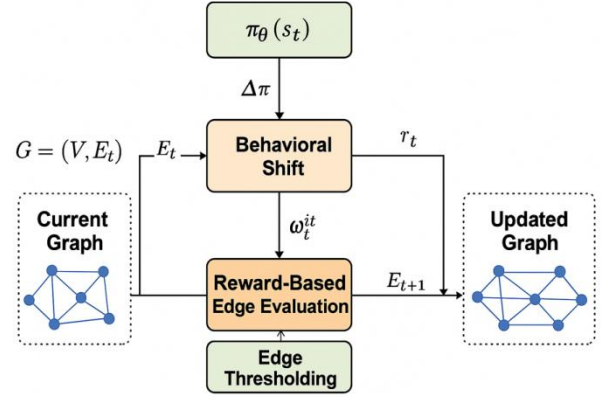 π_θ (s_t)
Δπ
G = (V, E_t)
E_t
Behavioral
Shift
r_t
Current
Graph
ω_t^{it}
Updated
Graph
Reward-Based
Edge Evaluation
E_{t+1}
Edge
Thresholding